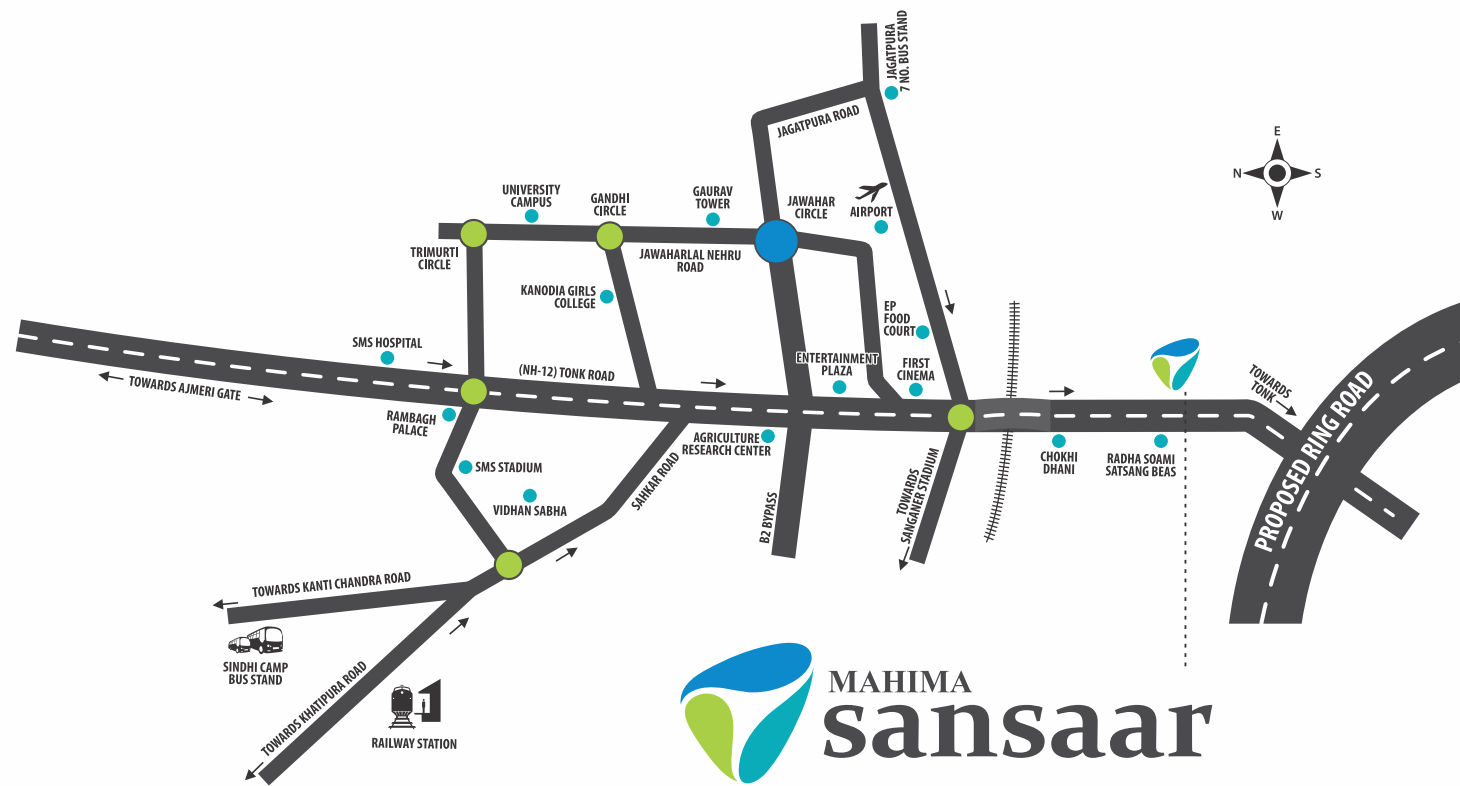 JAGATPURA
7 NO. BUS STAND
JAGATPURA ROAD
E
N
S
W
UNIVERSITY
CAMPUS
GANDHI
CIRCLE
GAURAV
TOWER
JAWAHAR
CIRCLE
AIRPORT
TRIMURTI
CIRCLE
JAWAHARLAL NEHRU
ROAD
KANODIA GIRLS
COLLEGE
EP
FOOD
COURT
SMS HOSPITAL
(NH-12) TONK ROAD
ENTERTAINMENT
PLAZA
FIRST
CINEMA
TOWARDS
TONK
TOWARDS AJMERI GATE
PROPOSED RING ROAD
RAMBAGH
PALACE
AGRICULTURE
RESEARCH CENTER
CHOKHI
DHANI
RADHA SOAMI
SATSANG BEAS
SMS STADIUM
SAHKAR ROAD
TOWARDS
SANGANER STADIUM
VIDHAN SABHA
B2 BYPASS
TOWARDS KANTI CHANDRA ROAD
SINDHI CAMP
BUS STAND
TOWARDS KHATIPURA ROAD
RAILWAY STATION
MAHIMA
sansaar